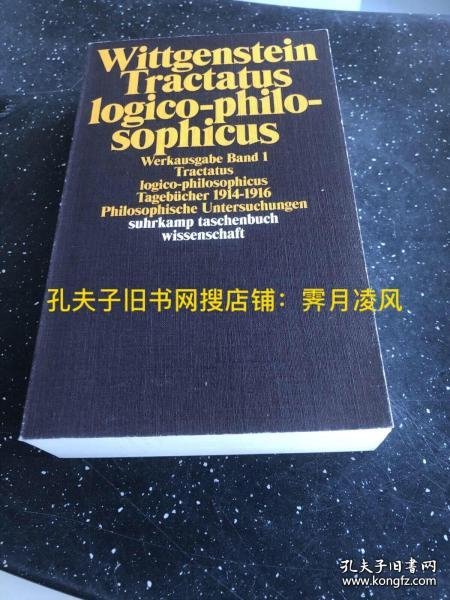 Wittgenstein
Tractatus
logico-philo-
sophicus
Werkausgabe Band 1
Tractatus
logico-philosophicus
Tagebücher 1914-1916
Philosophische Untersuchungen
suhrkamp taschenbuch
wissenschaft
孔夫子旧书网搜店铺：霁月凌风
孔夫子旧书网
www.kongfz.com